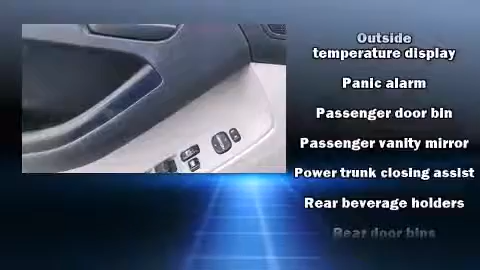 Outside
temperature display
Panic alarm
Passenger door bin
Passenger vanity mirror
Power trunk closing assist
Rear beverage holders
Rear door bins